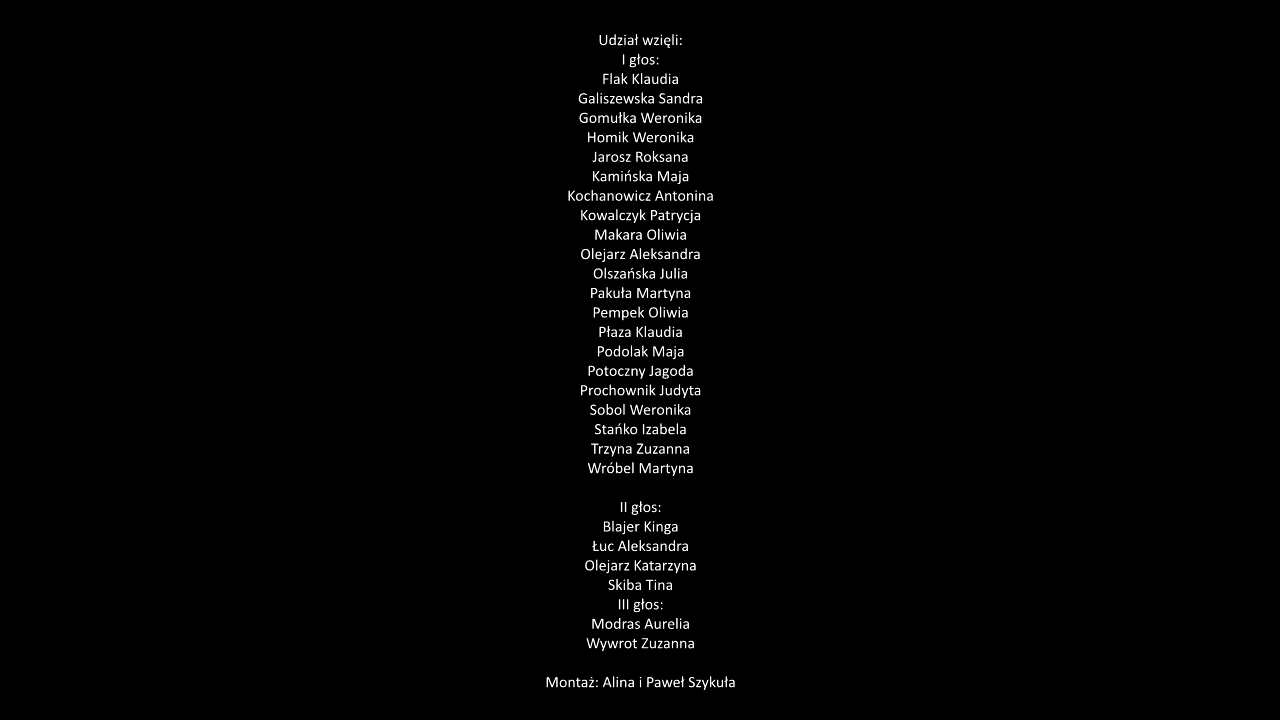 Udział wzięli:
I głos:
Flak Klaudia
Galiszewska Sandra
Gomułka Weronika
Homik Weronika
Jarosz Roksana
Kamińska Maja
Kochanowicz Antonina
Kowalczyk Patrycja
Makara Oliwia
Olejarz Aleksandra
Olszańska Julia
Pakuła Martyna
Pempek Oliwia
Płaza Klaudia
Podolak Maja
Potoczny Jagoda
Prochownik Judyta
Sobol Weronika
Stańko Izabela
Trzyna Zuzanna
Wróbel Martyna
II głos:
Blajer Kinga
Łuc Aleksandra
Olejarz Katarzyna
Skiba Tina
III głos:
Modras Aurelia
Wywrot Zuzanna
Montaż: Alina i Paweł Szykuła